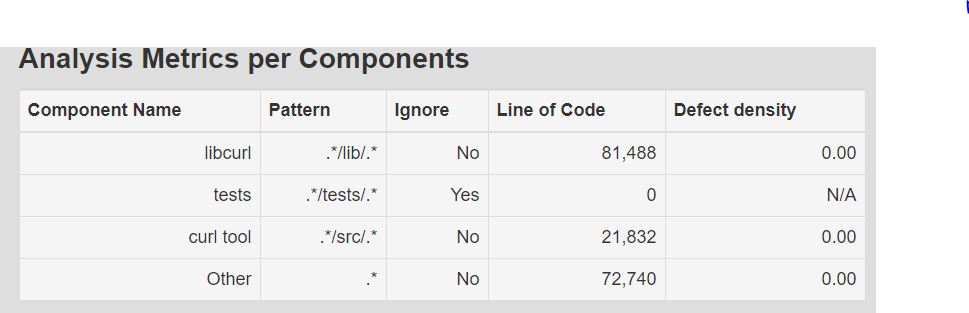 Analysis Metrics per Components
Component Name Pattern Ignore Line of Code Defect density
libcurl .*/lib/.* No 81,488 0.00
tests .*/tests/.* Yes 0 N/A
curl tool .*/src/.* No 21,832 0.00
Other .* No 72,740 0.00